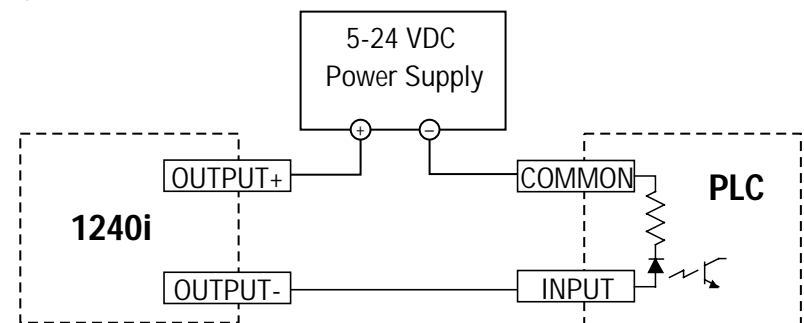 5-24 VDC
Power Supply
+ −
OUTPUT+
COMMON
PLC
1240i
OUTPUT-
INPUT